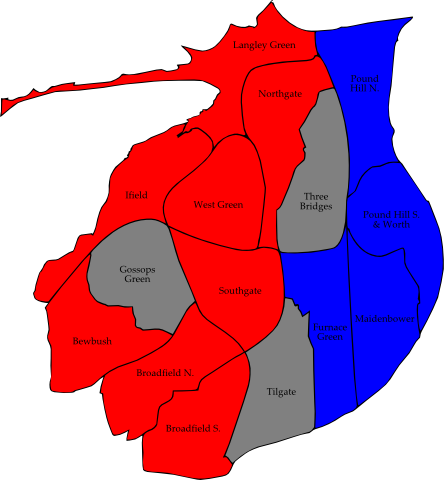 Langley Green
Pound
Hill N.
Northgate
Ifield
West Green
Three
Bridges
Pound Hill S.
& Worth
Gossops
Green
Southgate
Furnace
Green
Maidenbower
Bewbush
Broadfield N.
Tilgate
Broadfield S.